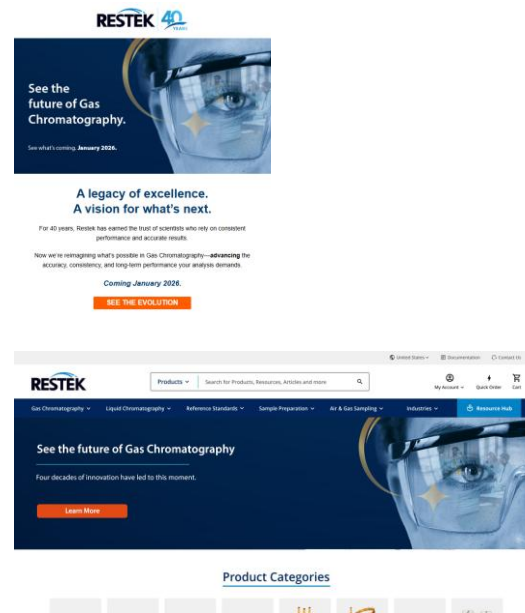 RESTEK 40
YEARS
See the
future of Gas
Chromatography.
See what's coming. January 2026.
A legacy of excellence.
A vision for what's next.
For 40 years, Restek has earned the trust of scientists who rely on consistent
performance and accurate results.
Now we're reimagining what's possible in Gas Chromatography—advancing the
accuracy, consistency, and long-term performance your analysis demands.
Coming January 2026.
SEE THE EVOLUTION
United States Documentation Contact Us
RESTEK Products Search for Products, Resources, Articles and more My Account Quick Order Cart
Gas Chromatography Liquid Chromatography Reference Standards Sample Preparation Air & Gas Sampling Industries Resource Hub
See the future of Gas Chromatography
Four decades of innovation have led to this moment.
Learn More
Product Categories